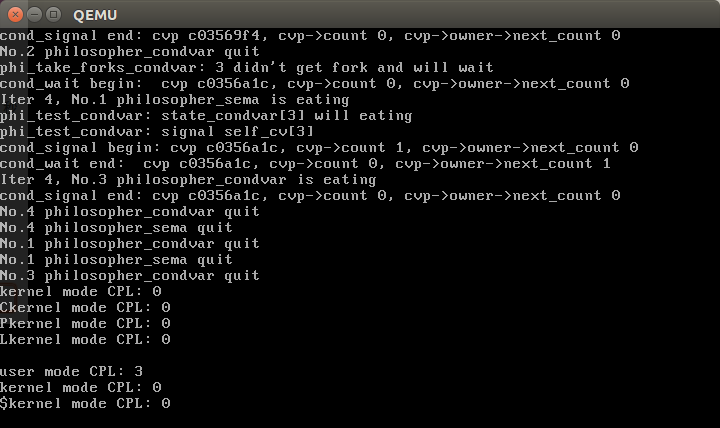 QEMU
cond_signal end: cvp c03569f4, cvp->count 0, cvp->owner->next_count 0
No.2 philosopher_condvar quit
phi_take_forks_condvar: 3 didn't get fork and will wait
cond_wait begin:  cvp c0356a1c, cvp->count 0, cvp->owner->next_count 0
Iter 4, No.1 philosopher_sema is eating
phi_test_condvar: state_condvar[3] will eating
phi_test_condvar: signal self_cv[3]
cond_signal begin: cvp c0356a1c, cvp->count 1, cvp->owner->next_count 0
cond_wait end:  cvp c0356a1c, cvp->count 0, cvp->owner->next_count 1
Iter 4, No.3 philosopher_condvar is eating
cond_signal end: cvp c0356a1c, cvp->count 0, cvp->owner->next_count 0
No.4 philosopher_condvar quit
No.4 philosopher_sema quit
No.1 philosopher_condvar quit
No.1 philosopher_sema quit
No.3 philosopher_condvar quit
kernel mode CPL: 0
Ckernel mode CPL: 0
Pkernel mode CPL: 0
Lkernel mode CPL: 0
user mode CPL: 3
kernel mode CPL: 0
$kernel mode CPL: 0